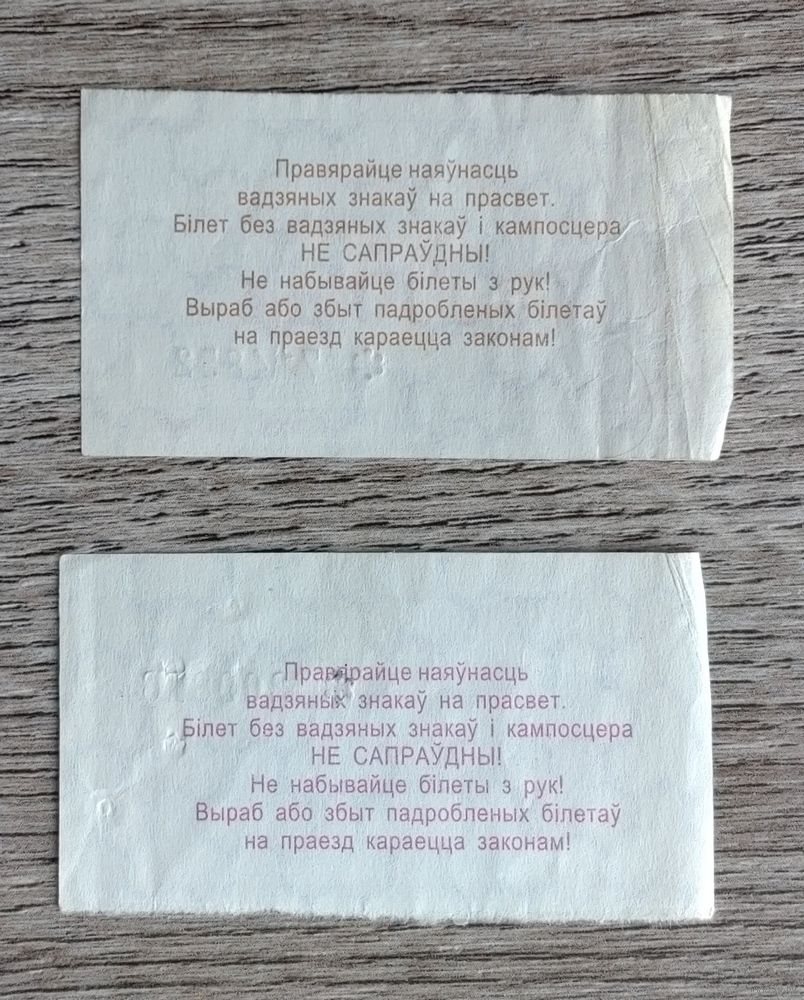 Правярайце наяўнасць
вадзяных знакаў на прасвет.
Білет без вадзяных знакаў і кампосцера
НЕ САПРАЎДНЫ!
Не набывайце білеты з рук!
Выраб або збыт падробленых білетаў
на праезд караецца законам!
Правярайце наяўнасць
вадзяных знакаў на прасвет.
Білет без вадзяных знакаў і кампосцера
НЕ САПРАЎДНЫ!
Не набывайце білеты з рук!
Выраб або збыт падробленых білетаў
на праезд караецца законам!